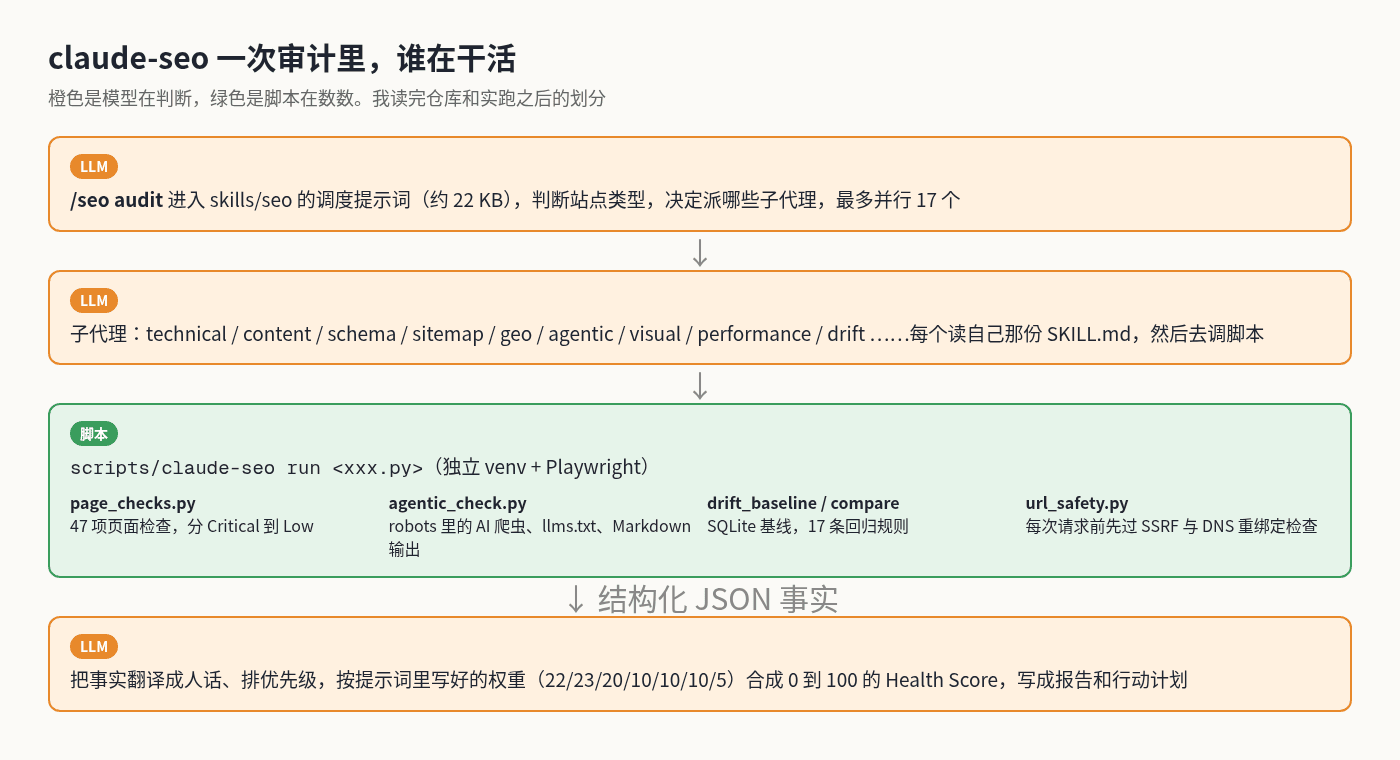 claude-seo 一次审计里，谁在干活
橙色是模型在判断，绿色是脚本在数数。我读完仓库和实跑之后的划分
LLM
/seo audit 进入 skills/seo 的调度提示词（约 22 KB），判断站点类型，决定派哪些子代理，最多并行 17 个
↓
LLM
子代理：technical / content / schema / sitemap / geo / agentic / visual / performance / drift ……每个读自己那份 SKILL.md，然后去调脚本
↓
脚本
scripts/claude-seo run <xxx.py>（独立 venv + Playwright）
page_checks.py
47 项页面检查，分 Critical 到 Low
agentic_check.py
robots 里的 AI 爬虫、llms.txt、Markdown
输出
drift_baseline / compare
SQLite 基线，17 条回归规则
url_safety.py
每次请求前先过 SSRF 与 DNS 重绑定检查
↓ 结构化 JSON 事实
LLM
把事实翻译成人话、排优先级，按提示词里写好的权重（22/23/20/10/10/10/5）合成 0 到 100 的 Health Score，写成报告和行动计划